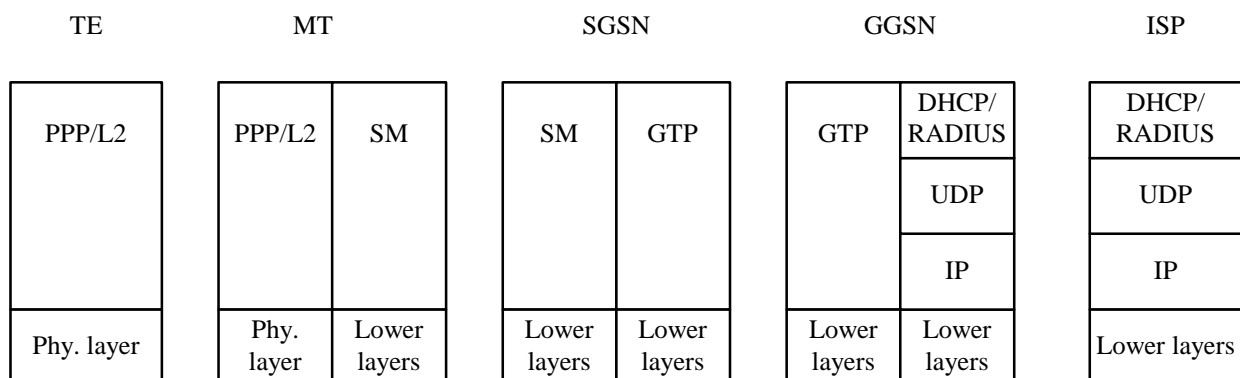 TE MT SGSN GGSN ISP
PPP/L2 PPP/L2 SM SM GTP GTP DHCP/ DHCP/
RADIUS RADIUS
UDP UDP
IP IP
Phy. layer Phy. Lower Lower Lower Lower Lower Lower layers
layer layers layers layers layers layers